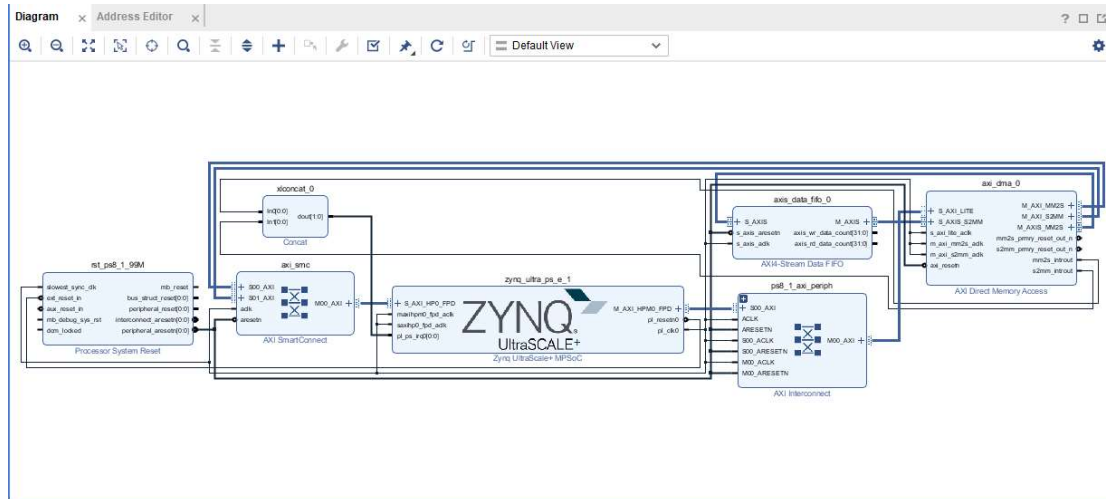 Diagram
Address Editor
Default View
xlconcat_0
In0[0:0]
In1[0:0]
dout[1:0]
Concat
rst_ps8_1_99M
slowest_sync_clk
ext_reset_in
aux_reset_in
mb_debug_sys_rst
dcm_locked
mb_reset
bus_struct_reset[0:0]
peripheral_reset[0:0]
interconnect_aresetn[0:0]
peripheral_aresetn[0:0]
Processor System Reset
axi_smc
S00_AXI
S01_AXI
aclk
aresetn
M00_AXI
AXI SmartConnect
zynq_ultra_ps_e_1
S_AXI_HP0_FPD
maxihpm0_fpd_aclk
saxihp0_fpd_aclk
pl_ps_irq0[0:0]
ZYNQ
UltraSCALE+
M_AXI_HPM0_FPD
pl_resetn0
pl_clk0
Zynq UltraScale+ MPSoC
axis_data_fifo_0
S_AXIS
s_axis_aresetn
s_axis_aclk
M_AXIS
axis_wr_data_count[31:0]
axis_rd_data_count[31:0]
AXI4-Stream Data FIFO
ps8_1_axi_periph
S00_AXI
ACLK
ARESETN
S00_ACLK
S00_ARESETN
M00_ACLK
M00_ARESETN
M00_AXI
AXI Interconnect
axi_dma_0
S_AXI_LITE
S_AXIS_S2MM
s_axi_lite_aclk
m_axi_mm2s_aclk
m_axi_s2mm_aclk
axi_resetn
M_AXI_MM2S
M_AXI_S2MM
M_AXIS_MM2S
mm2s_prmry_reset_out_n
s2mm_prmry_reset_out_n
mm2s_introut
s2mm_introut
AXI Direct Memory Access